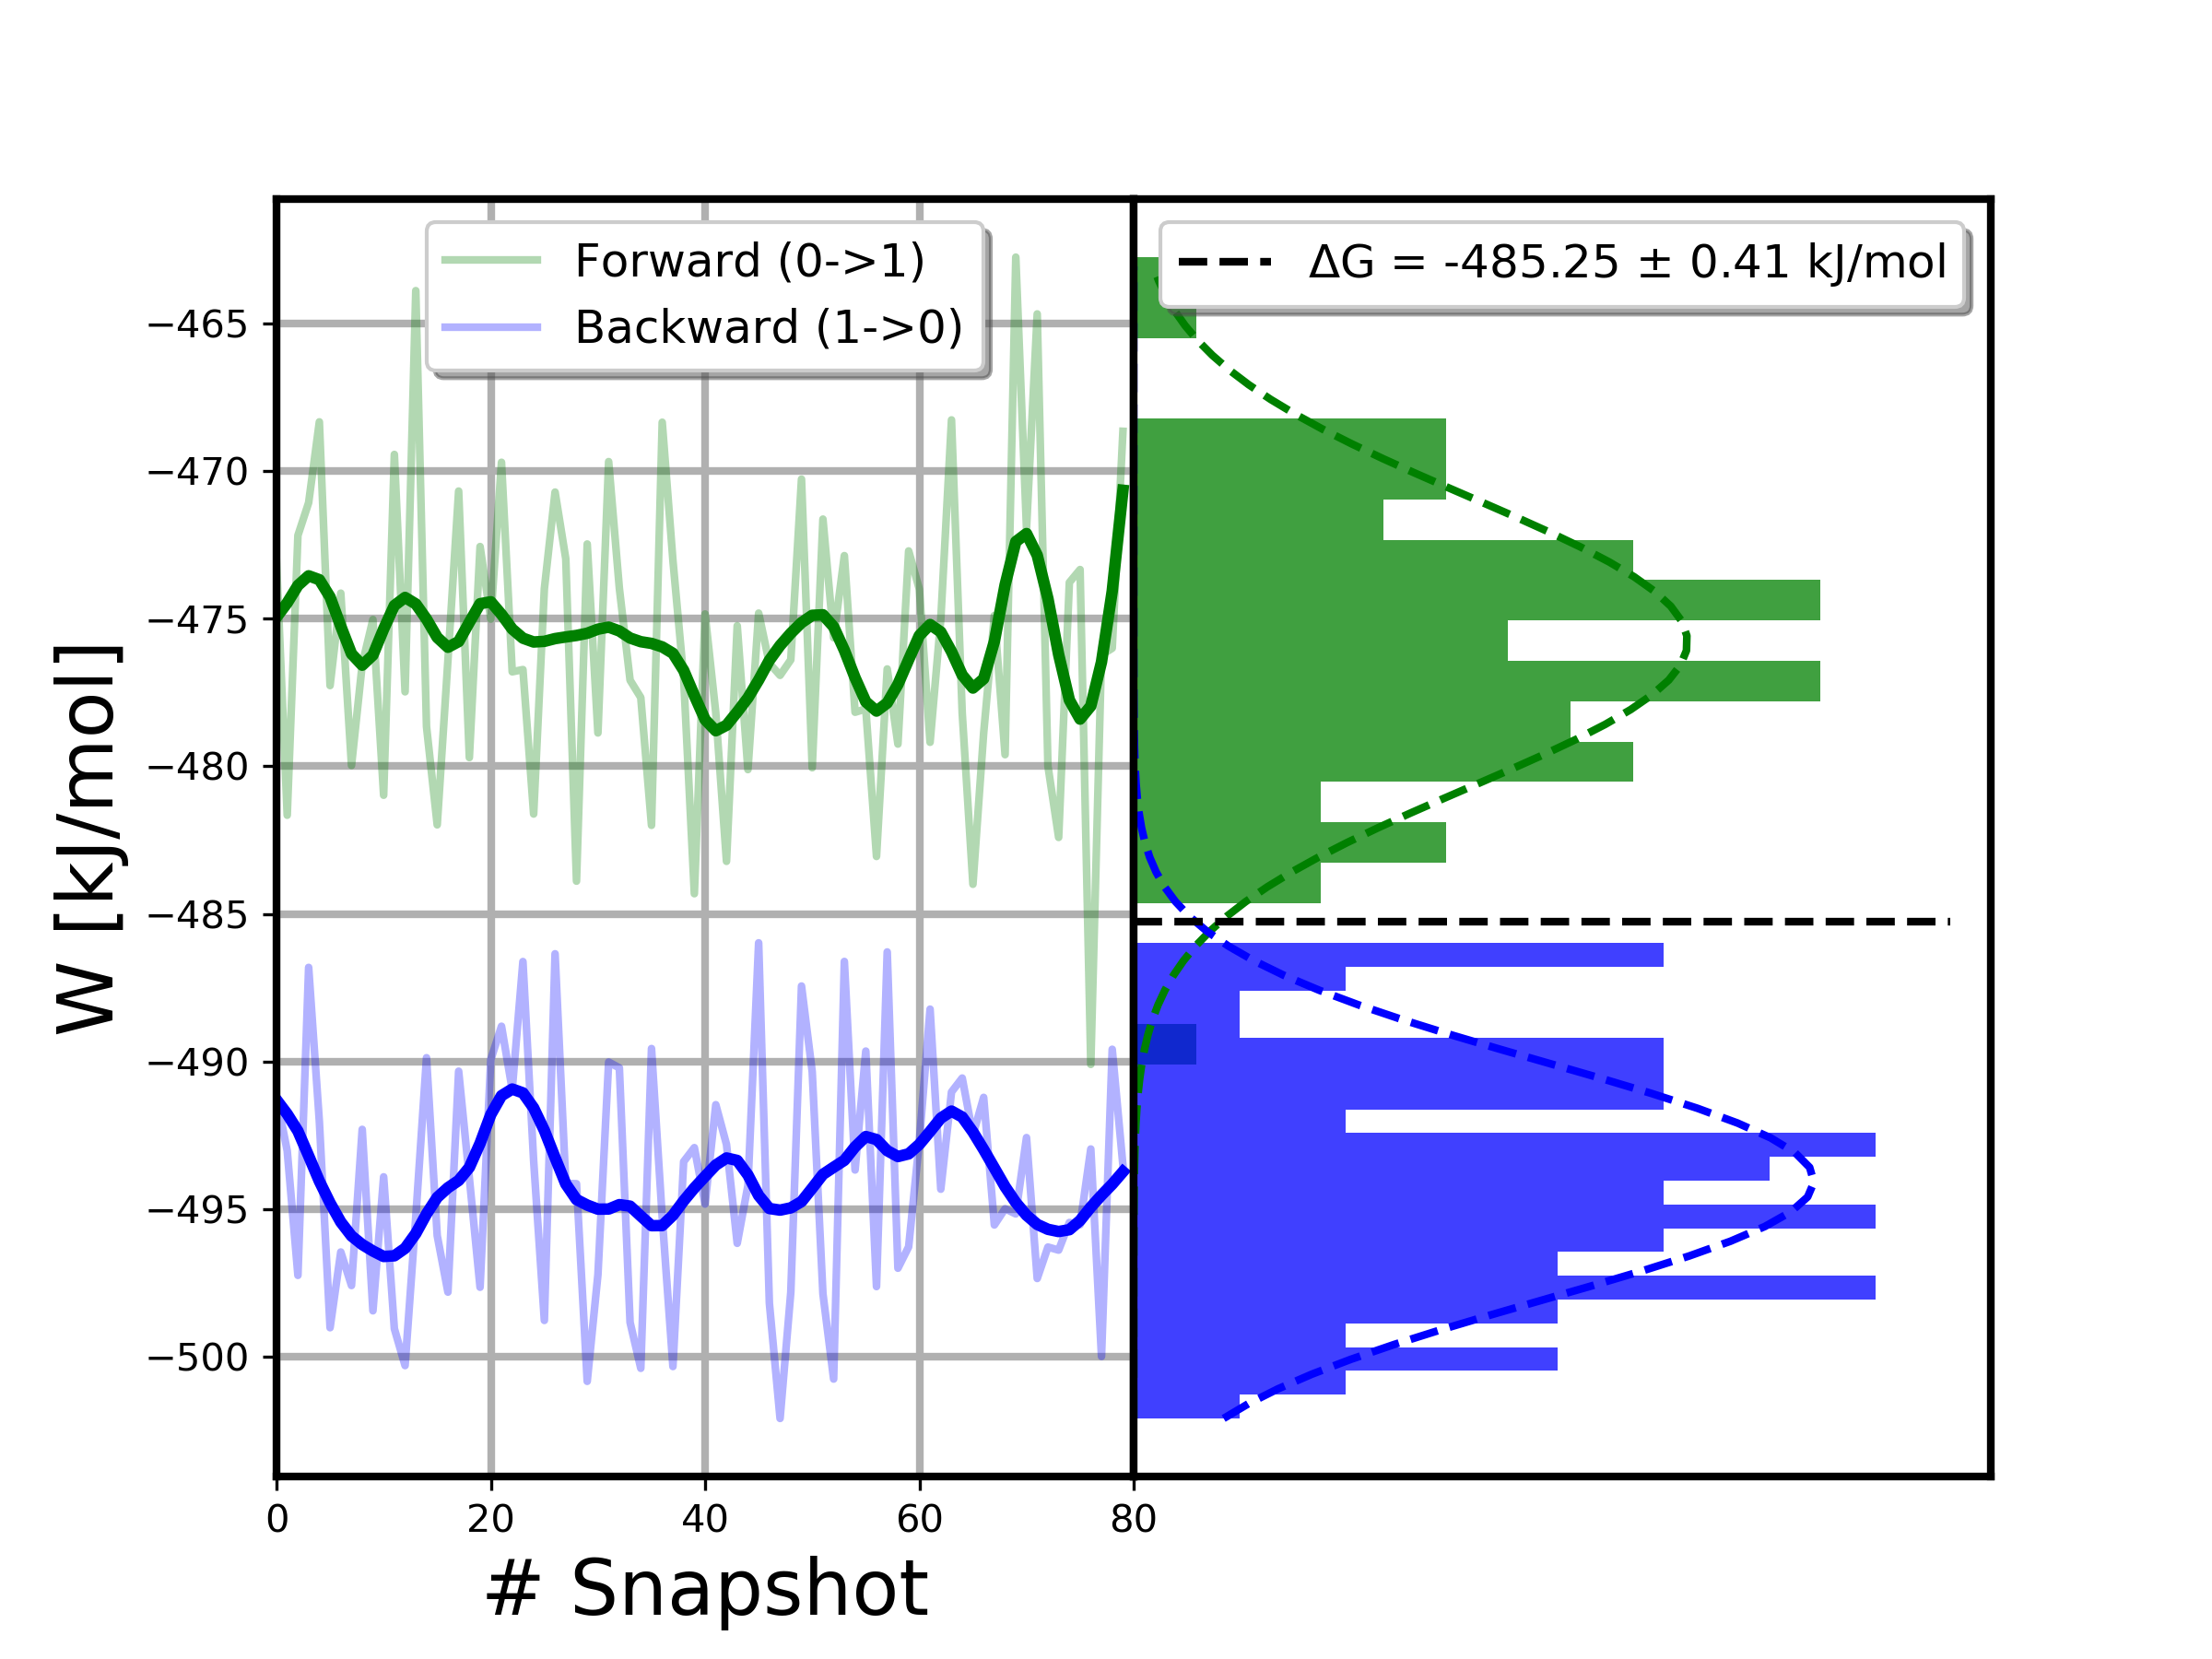 Forward (0->1)
Backward (1->0)
ΔG = -485.25 ± 0.41 kJ/mol
W [kJ/mol]
−465
−470
−475
−480
−485
−490
−495
−500
0 20 40 60 80
# Snapshot